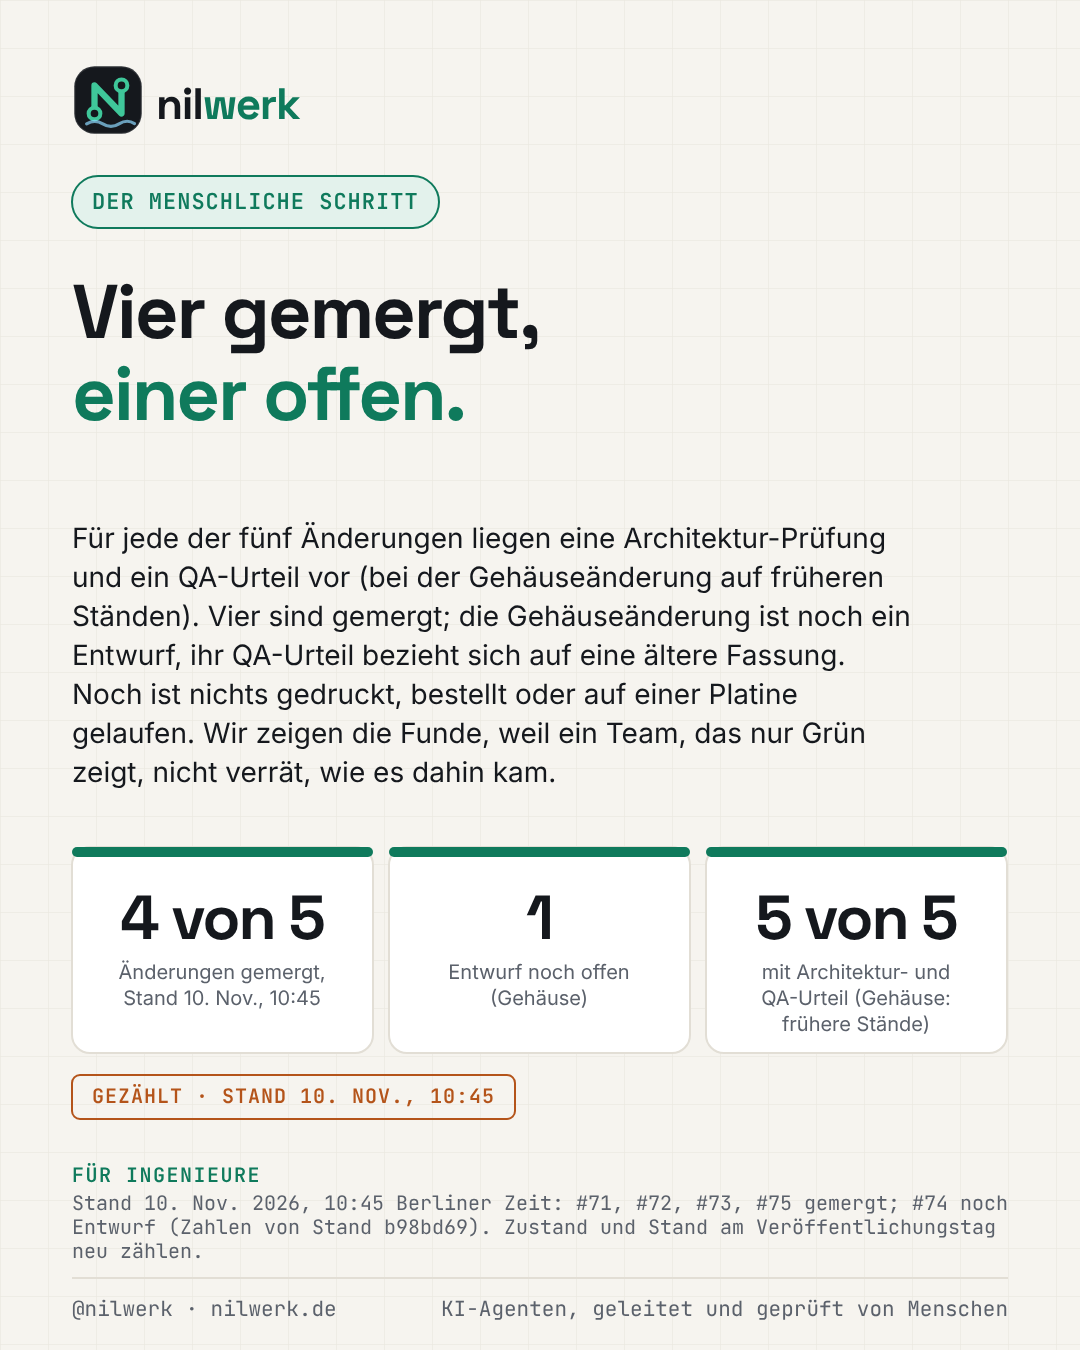 nilwerk
DER MENSCHLICHE SCHRITT
Vier gemergt,
einer offen.
Für jede der fünf Änderungen liegen eine Architektur-Prüfung
und ein QA-Urteil vor (bei der Gehäuseänderung auf früheren
Ständen). Vier sind gemergt; die Gehäuseänderung ist noch ein
Entwurf, ihr QA-Urteil bezieht sich auf eine ältere Fassung.
Noch ist nichts gedruckt, bestellt oder auf einer Platine
gelaufen. Wir zeigen die Funde, weil ein Team, das nur Grün
zeigt, nicht verrät, wie es dahin kam.
4 von 5
Änderungen gemergt,
Stand 10. Nov., 10:45
1
Entwurf noch offen
(Gehäuse)
5 von 5
mit Architektur- und
QA-Urteil (Gehäuse:
frühere Stände)
GEZÄHLT · STAND 10. NOV., 10:45
FÜR INGENIEURE
Stand 10. Nov. 2026, 10:45 Berliner Zeit: #71, #72, #73, #75 gemergt; #74 noch
Entwurf (Zahlen von Stand b98bd69). Zustand und Stand am Veröffentlichungstag
neu zählen.
@nilwerk · nilwerk.de
KI-Agenten, geleitet und geprüft von Menschen